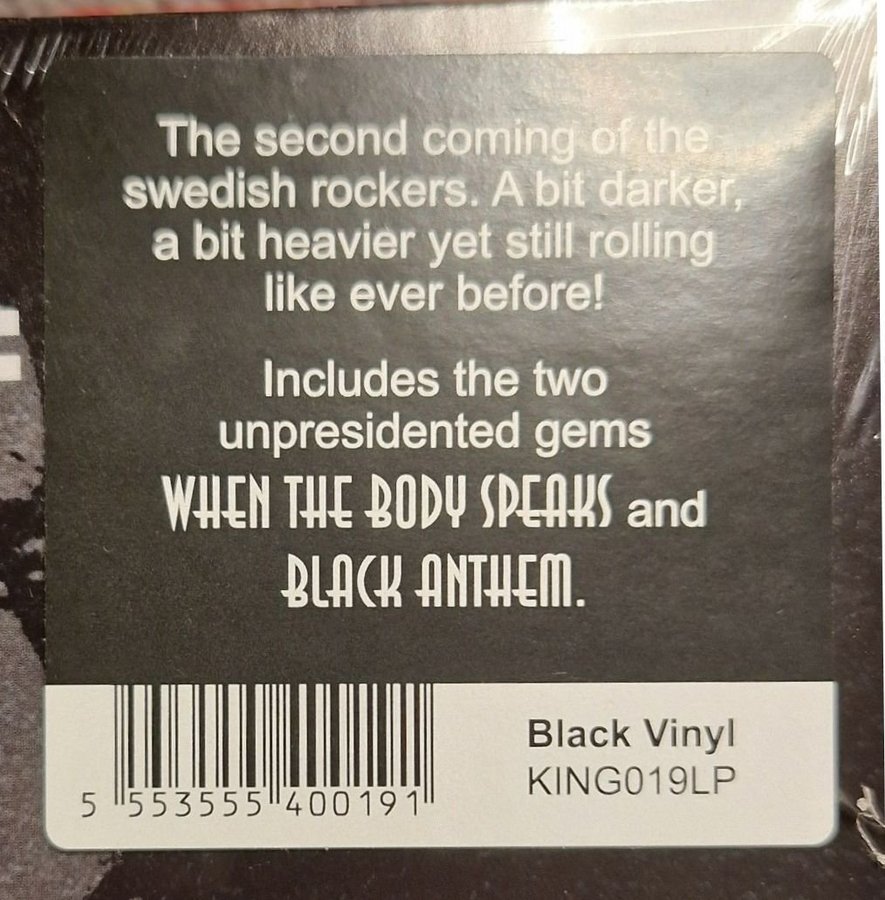 The second coming of the
swedish rockers. A bit darker,
a bit heavier yet still rolling
like ever before!
Includes the two
unpresidented gems
WHEN THE BODY SPEAKS and
BLACK ANTHEM.
Black Vinyl
KING019LP
5 553555 400191